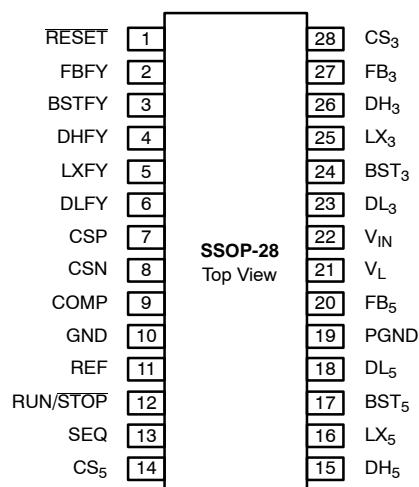 RESET 1 28 CS3
FBFY 2 27 FB3
BSTFY 3 26 DH3
DHFY 4 25 LX3
LXFY 5 24 BST3
DLFY 6 23 DL3
CSP 7 22 VIN
CSN 8 SSOP-28 21 VL
Top View
COMP 9 20 FB5
GND 10 19 PGND
REF 11 18 DL5
RUN/STOP 12 17 BST5
SEQ 13 16 LX5
CS5 14 15 DH5